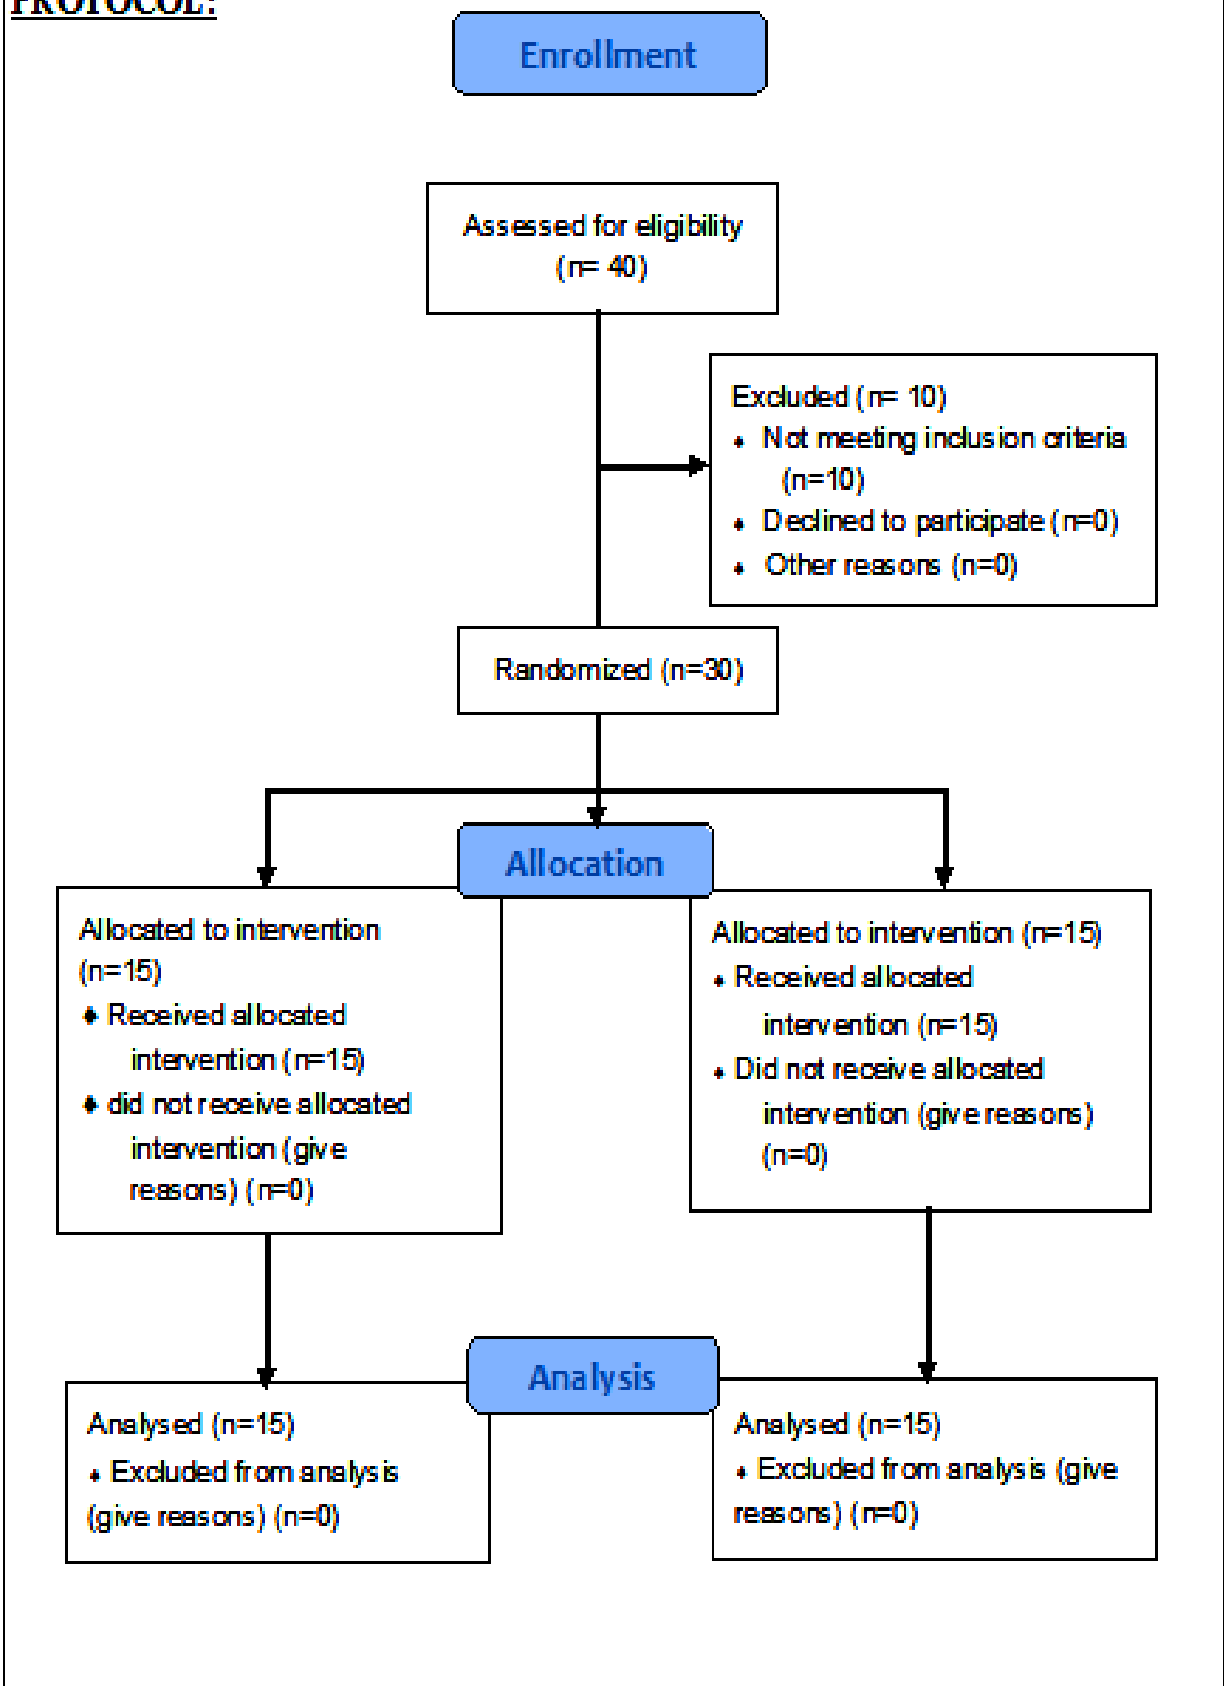 PROTOCOL:
Enrollment
Assessed for eligibility
(n= 40)
Excluded (n= 10)
⬧ Not meeting inclusion criteria
(n=10)
⬧ Declined to participate (n=0)
⬧ Other reasons (n=0)
Randomized (n=30)
Allocation
Allocated to intervention
(n=15)
⬧ Received allocated
intervention (n=15)
⬧ did not receive allocated
intervention (give
reasons) (n=0)
Allocated to intervention (n=15)
⬧ Received allocated
intervention (n=15)
⬧ Did not receive allocated
intervention (give reasons)
(n=0)
Analysis
Analysed (n=15)
⬧ Excluded from analysis
(give reasons) (n=0)
Analysed (n=15)
⬧ Excluded from analysis (give
reasons) (n=0)